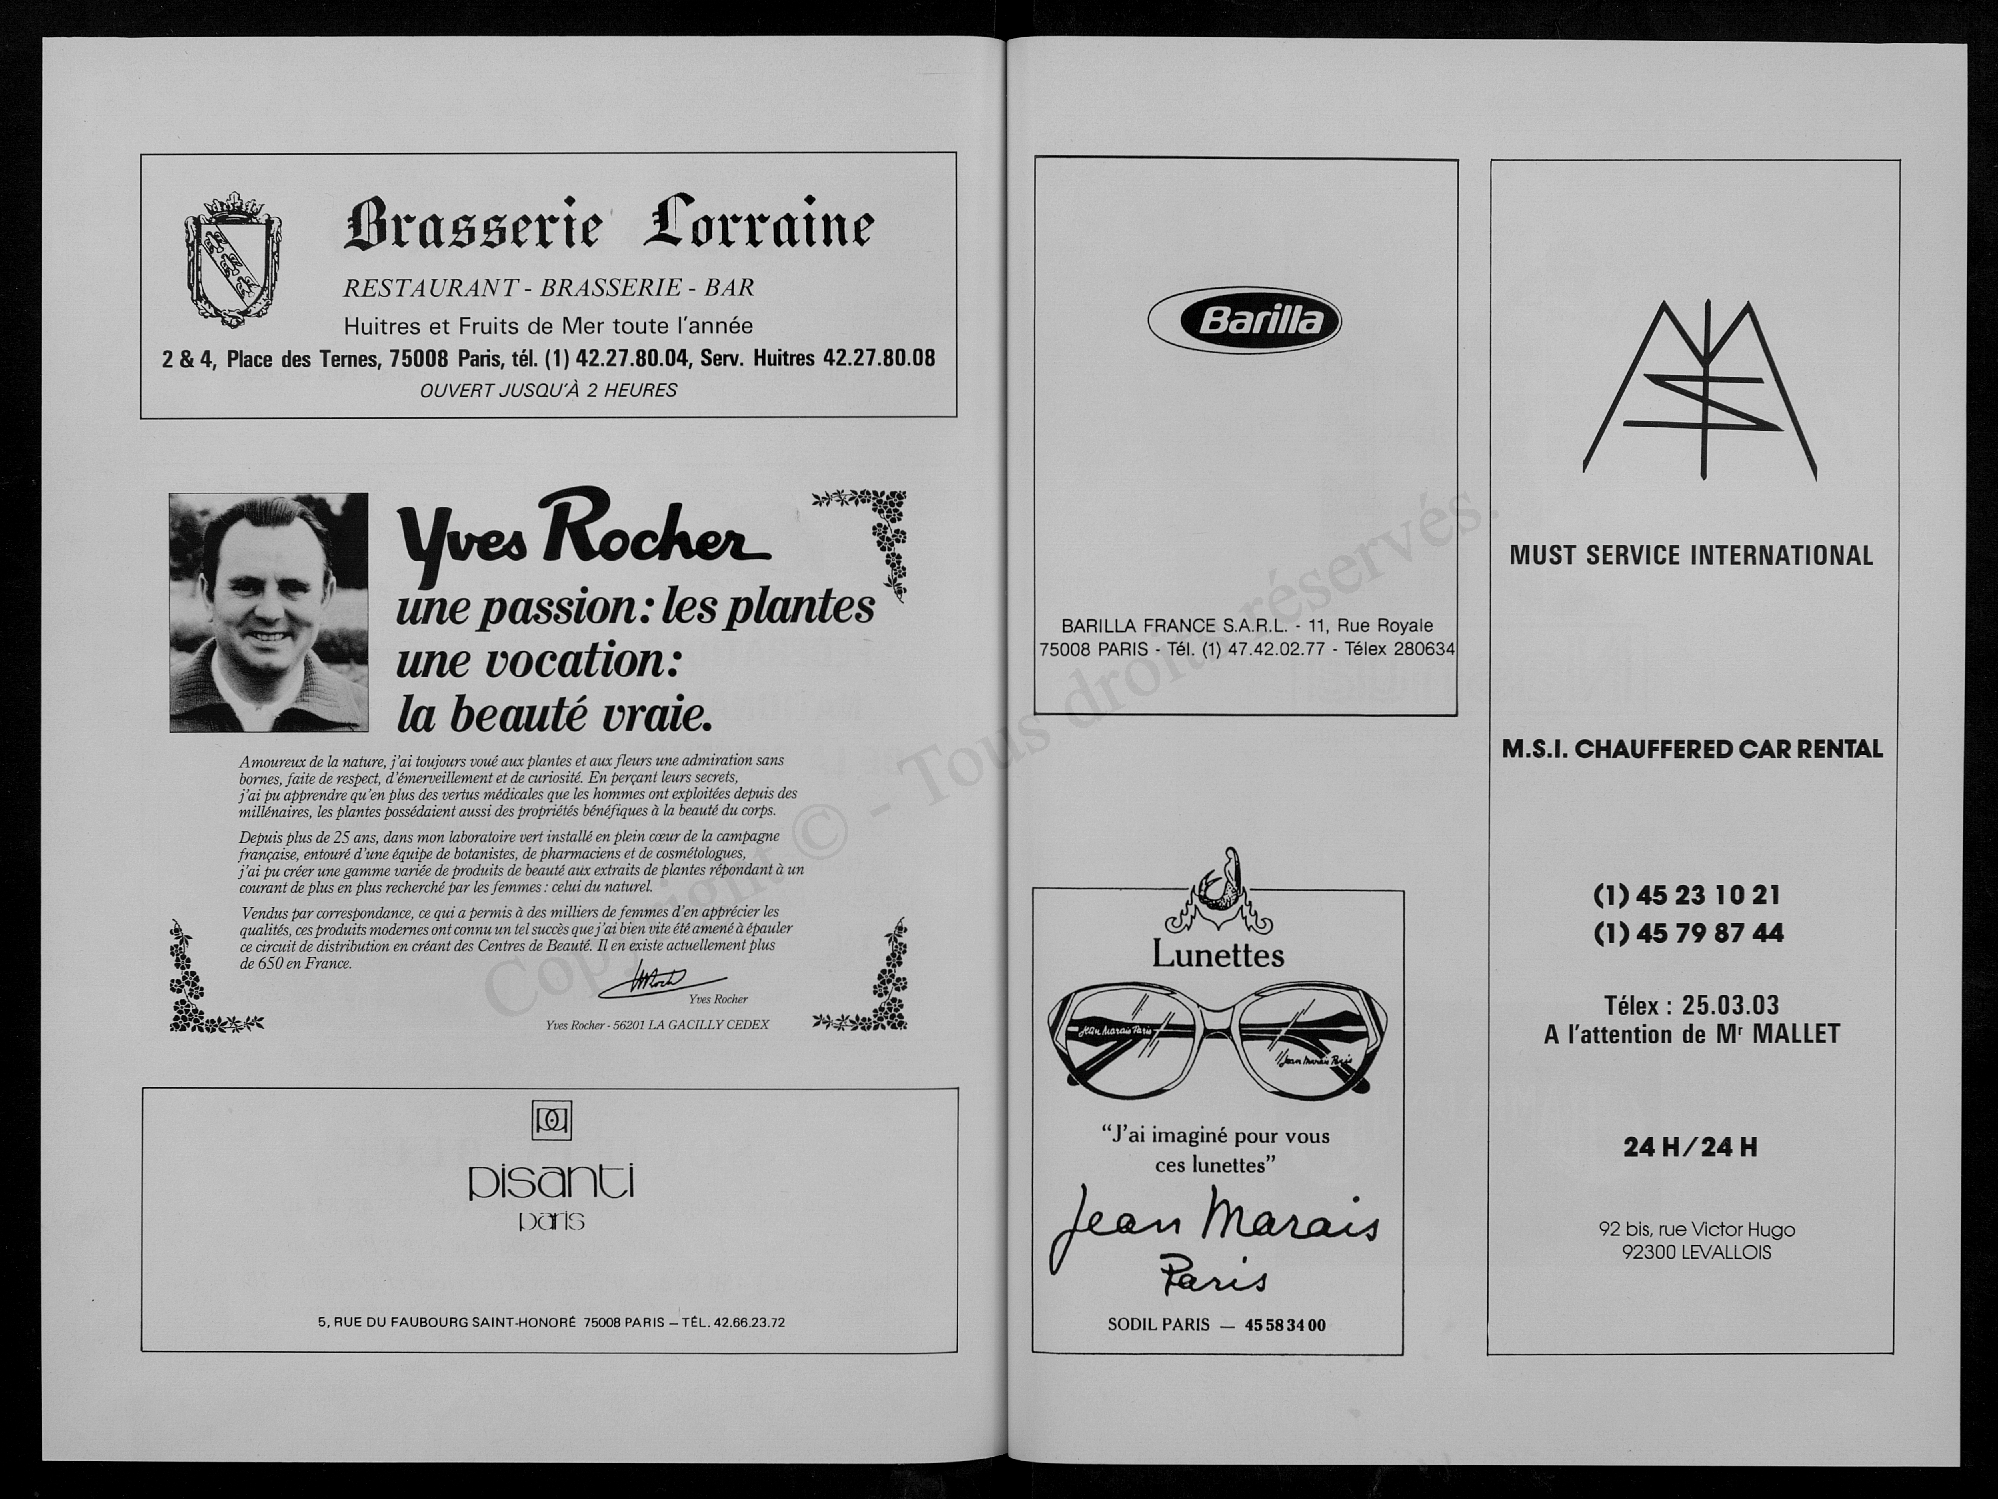 Brasserie Lorraine
RESTAURANT - BRASSERIE - BAR
Huitres et Fruits de Mer toute l'année
2 & 4, Place des Ternes, 75008 Paris, tél. (1) 42.27.80.04, Serv. Huitres 42.27.80.08
OUVERT JUSQU'À 2 HEURES
Yves Rocher
une passion: les plantes
une vocation:
la beauté vraie.
Amoureux de la nature, j'ai toujours voué aux plantes et aux fleurs une admiration sans
bornes, faite de respect, d'émerveillement et de curiosité. En perçant leurs secrets,
j'ai pu apprendre qu'en plus des vertus médicales que les hommes ont exploitées depuis des
millénaires, les plantes possédaient aussi des propriétés bénéfiques à la beauté du corps.
Depuis plus de 25 ans, dans mon laboratoire vert installé en plein cœur de la campagne
française, entouré d'une équipe de botanistes, de pharmaciens et de cosmétologues,
j'ai pu créer une gamme variée de produits de beauté aux extraits de plantes répondant à un
courant de plus en plus recherché par les femmes : celui du naturel.
Vendus par correspondance, ce qui a permis à des milliers de femmes d'en apprécier les
qualités, ces produits modernes ont connu un tel succès que j'ai bien vite été amené à épauler
ce circuit de distribution en créant des Centres de Beauté. Il en existe actuellement plus
de 650 en France.
Yves Rocher
Yves Rocher - 56201 LA GACILLY CEDEX
pisanti
paris
5, RUE DU FAUBOURG SAINT-HONORÉ 75008 PARIS — TÉL. 42.66.23.72
Barilla
BARILLA FRANCE S.A.R.L. - 11, Rue Royale
75008 PARIS - Tél. (1) 47.42.02.77 - Télex 280634
Lunettes
Jean Marais Paris
Jean Marais Paris
"J'ai imaginé pour vous
ces lunettes"
Jean Marais
Paris
SODIL PARIS — 45 58 34 00
MUST SERVICE INTERNATIONAL
M.S.I. CHAUFFERED CAR RENTAL
(1) 45 23 10 21
(1) 45 79 87 44
Télex : 25.03.03
A l'attention de Mr MALLET
24 H/24 H
92 bis, rue Victor Hugo
92300 LEVALLOIS
Copyright © - Tous droits réservés.